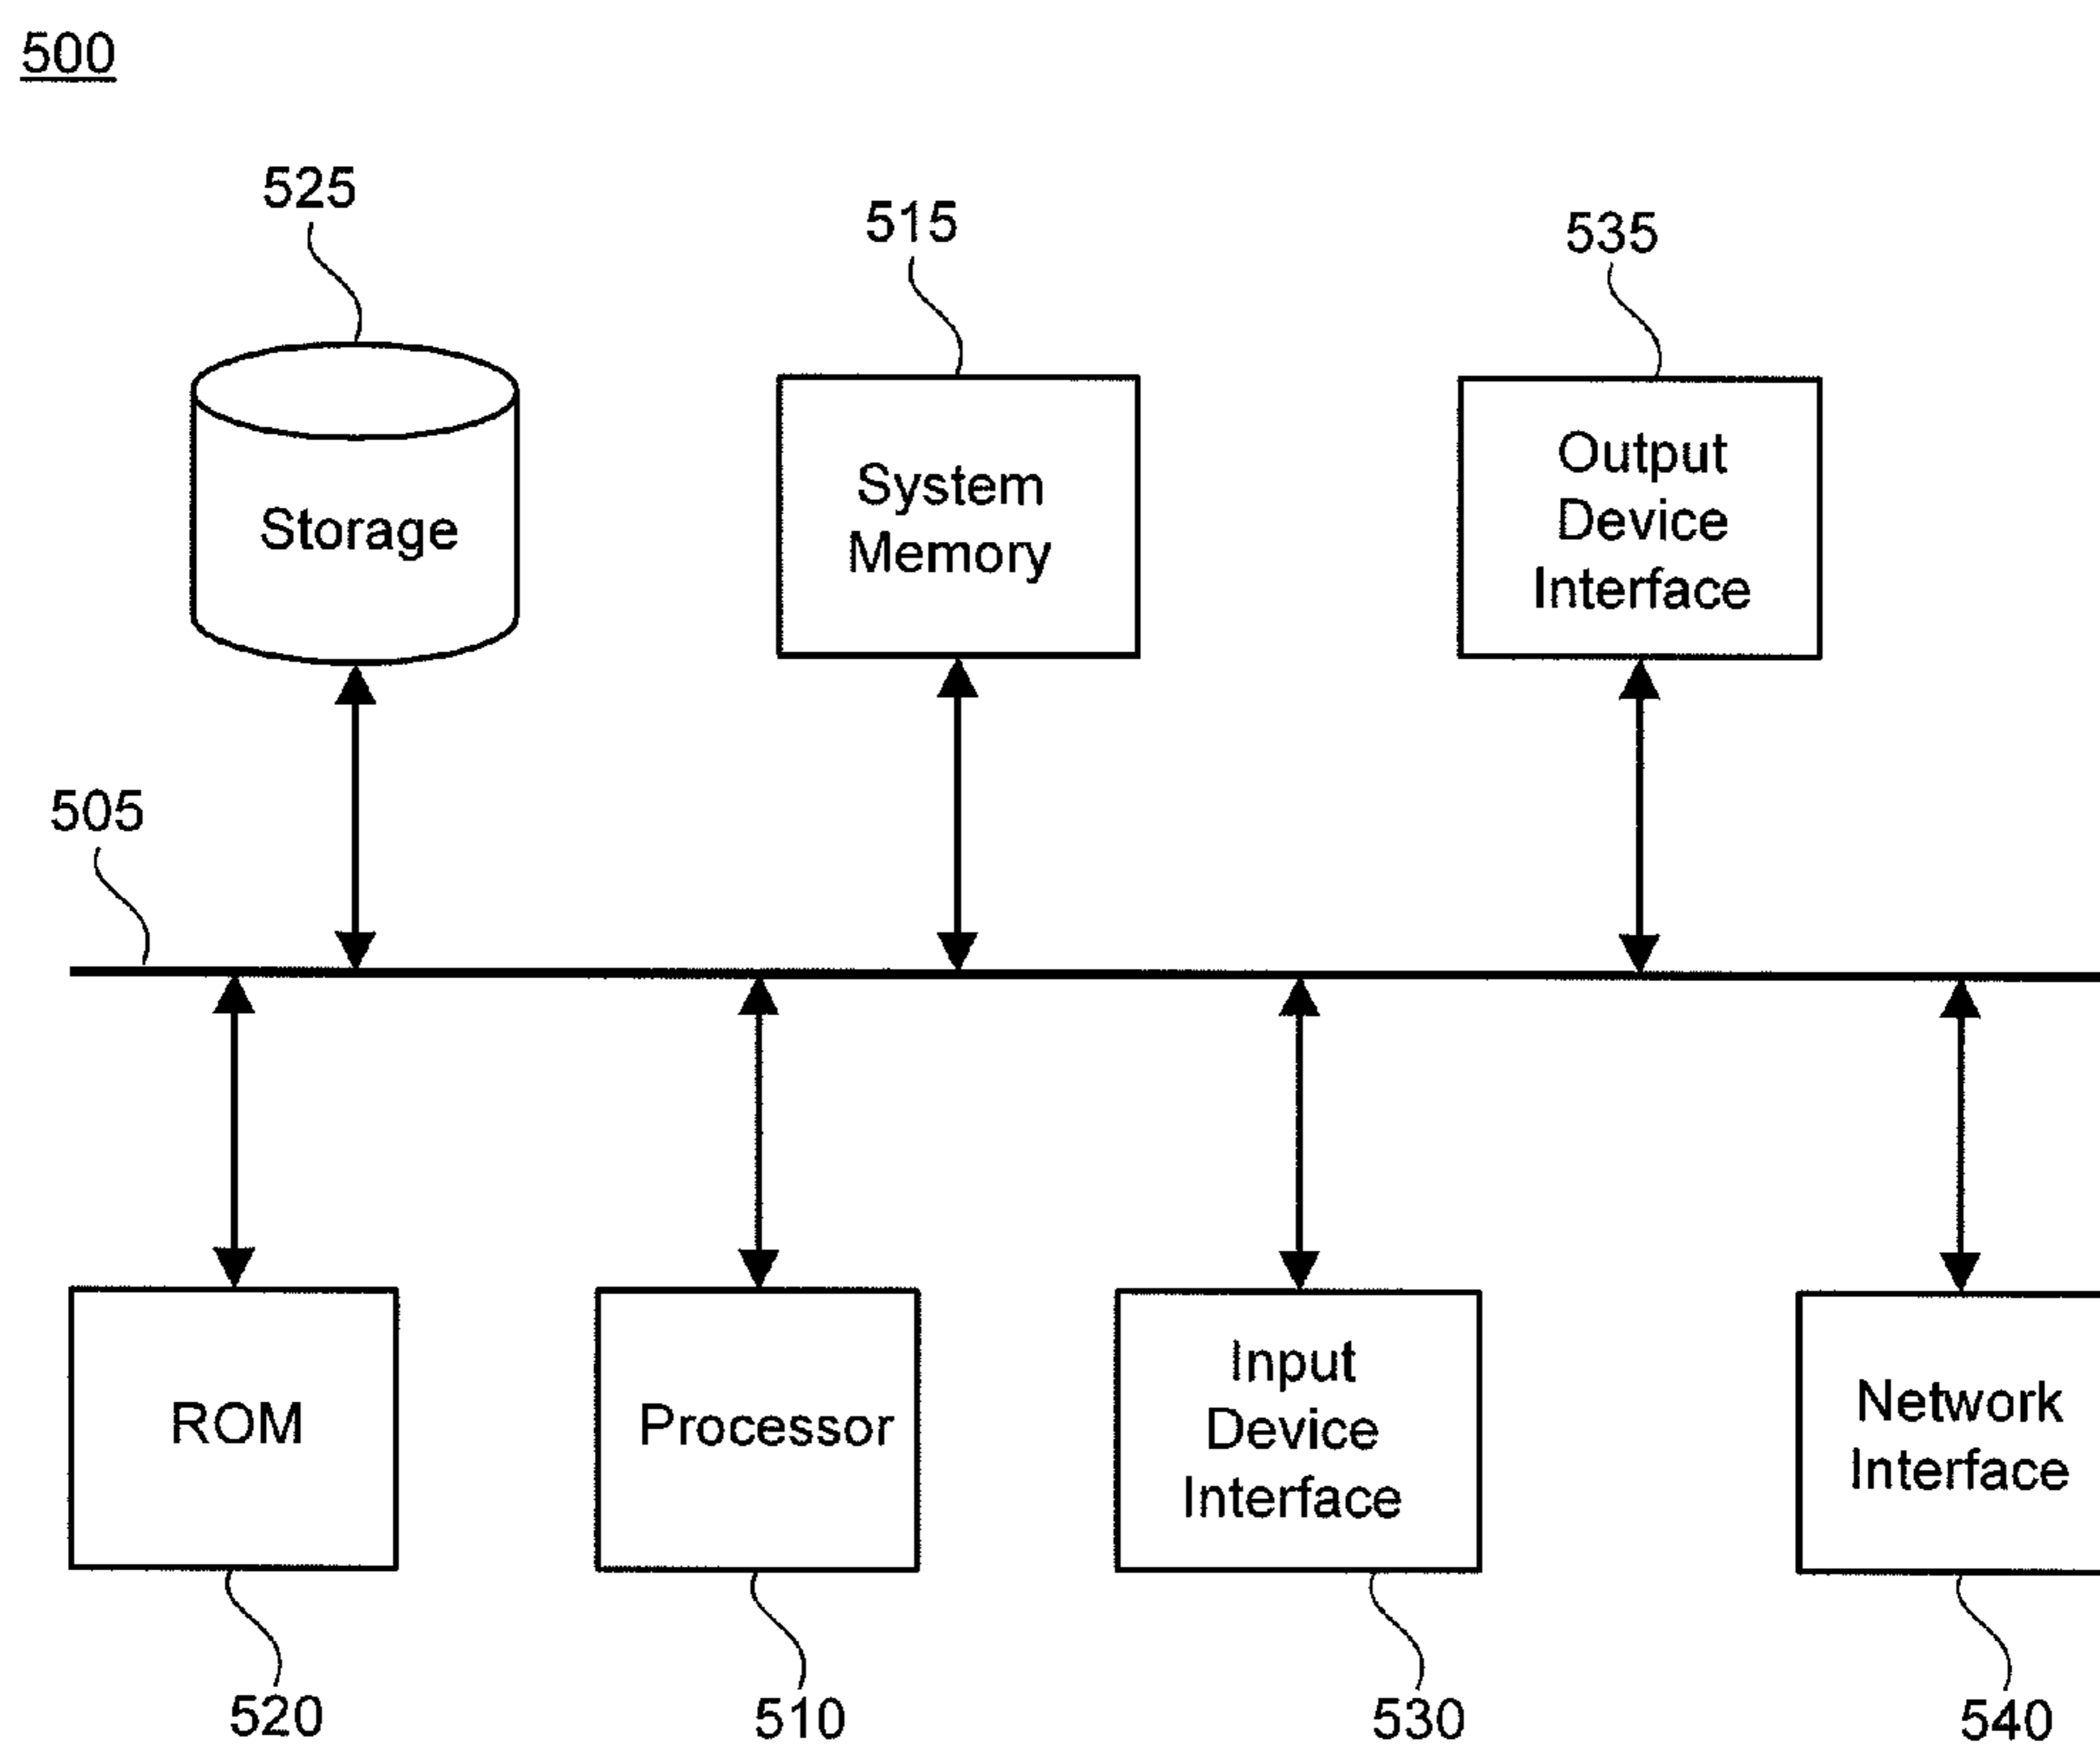 500
525
515
535
Storage
System
Memory
Output
Device
Interface
505
ROM
Processor
Input
Device
Interface
Network
Interface
520
510
530
540